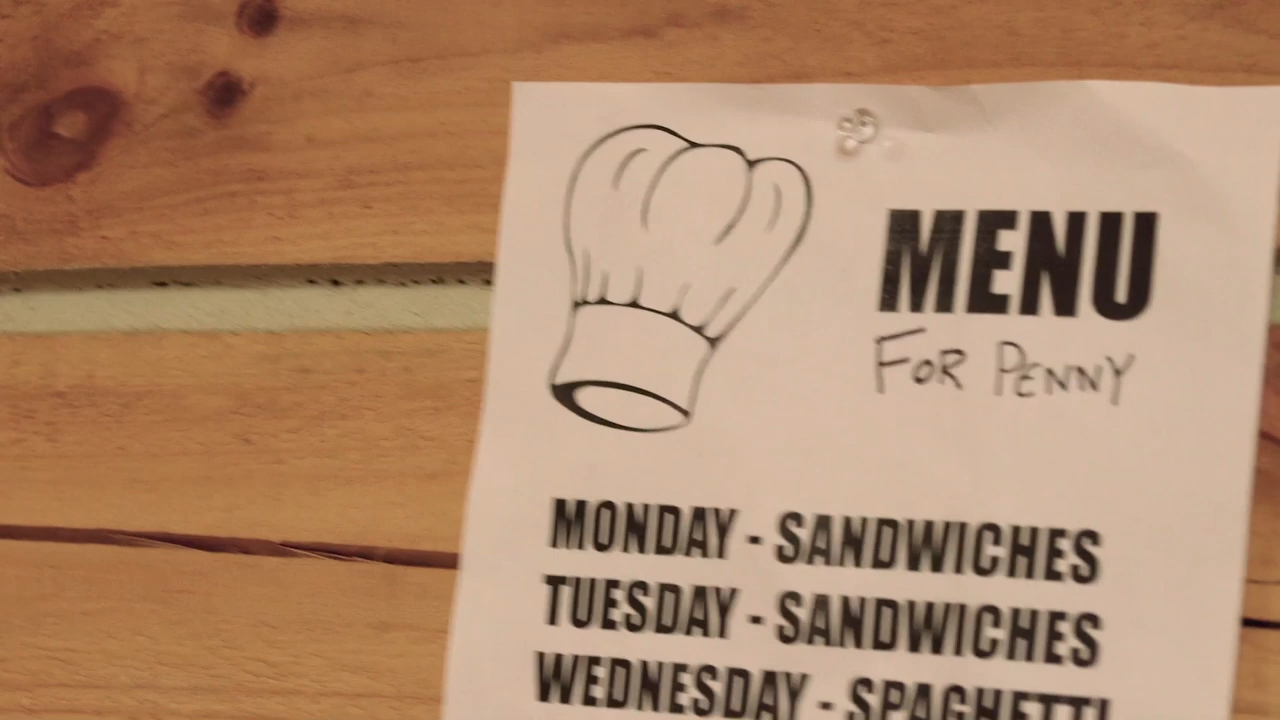 MENU
FOR PENNY
MONDAY - SANDWICHES
TUESDAY - SANDWICHES
WEDNESDAY - SPAGHETTI